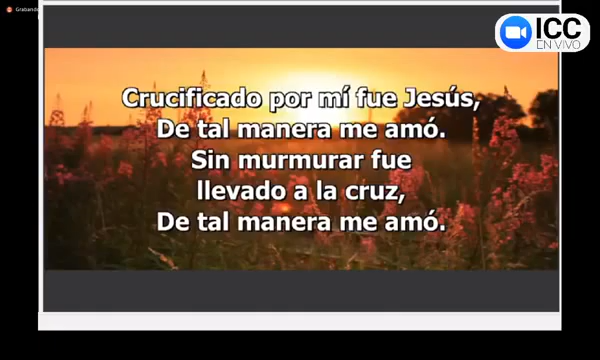 Grabando
ICC
EN VIVO
Crucificado por mí fue Jesús,
De tal manera me amó.
Sin murmurar fue
llevado a la cruz,
De tal manera me amó.